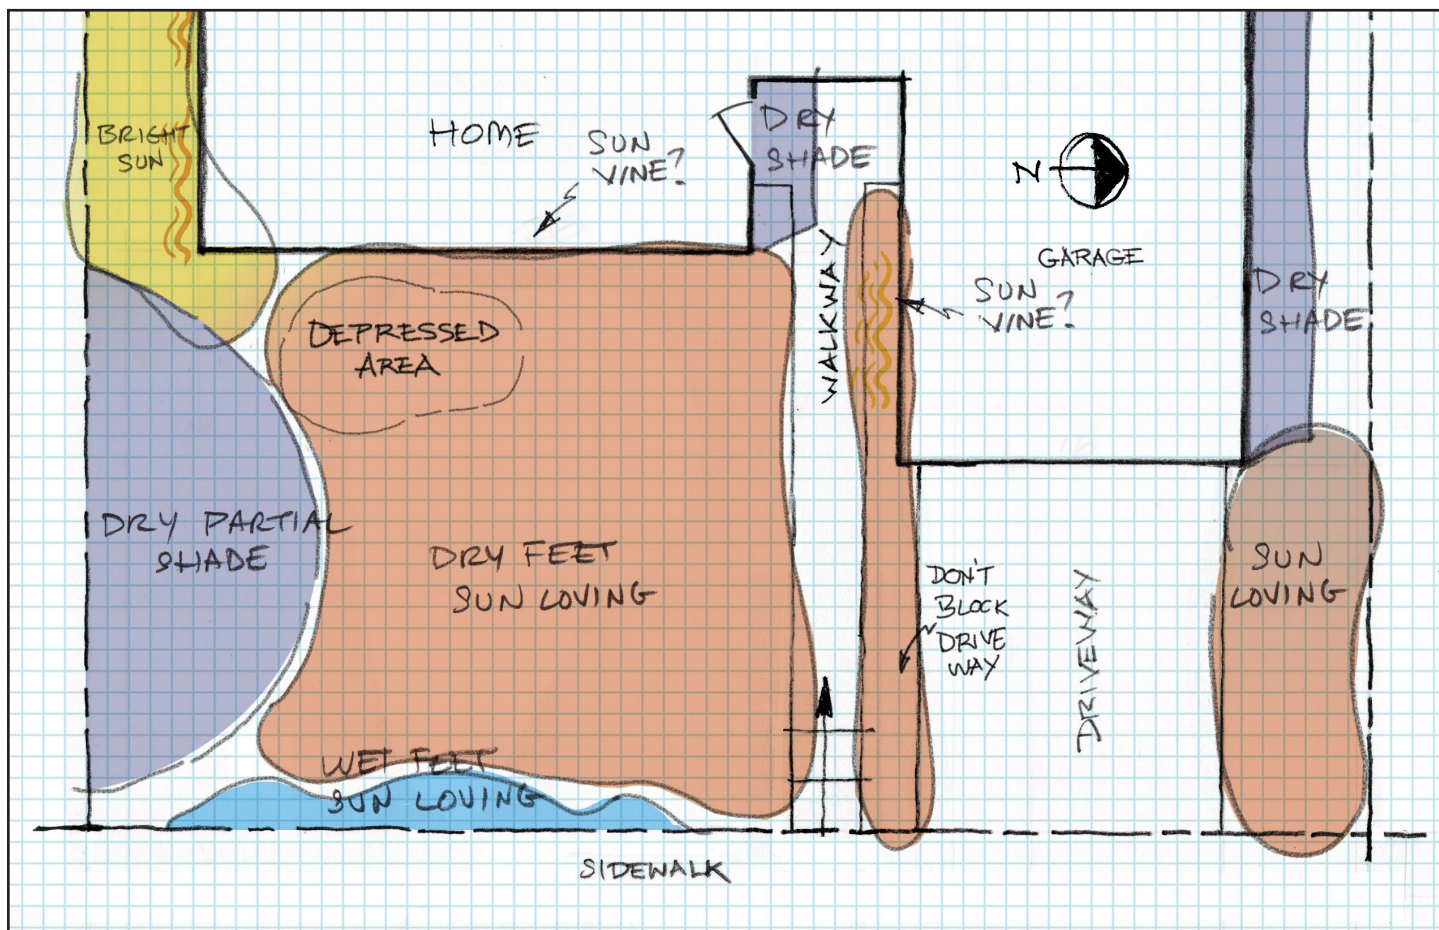 BRIGHT
SUN
HOME
SUN
VINE?
DRY
SHADE
N
GARAGE
SUN
VINE?
DRY
SHADE
WALKWAY
DEPRESSED
AREA
DRY PARTIAL
SHADE
DRY FEET
SUN LOVING
DON'T
BLOCK
DRIVE
WAY
DRIVEWAY
SUN
LOVING
WET FEET
SUN LOVING
SIDEWALK